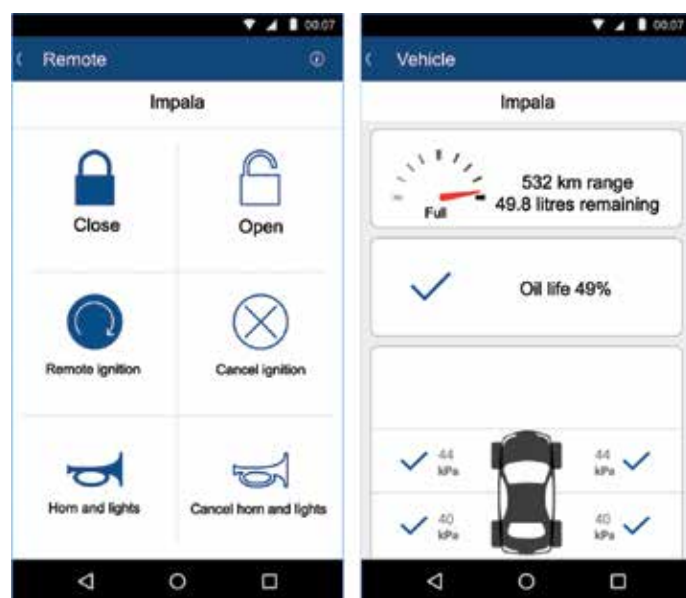 00:07
Remote
Impala
Close
Open
Remote ignition
Cancel ignition
Horn and lights
Cancel horn and lights
00:07
Vehicle
Impala
Full
532 km range
49.8 litres remaining
Oil life 49%
44
kPa
44
kPa
40
kPa
40
kPa